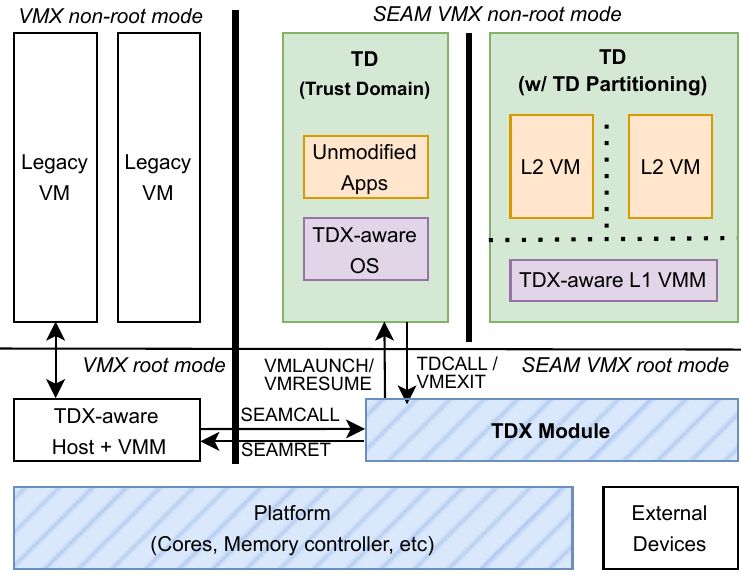 VMX non-root mode
SEAM VMX non-root mode
Legacy
VM
Legacy
VM
TD
(Trust Domain)
Unmodified
Apps
TDX-aware
OS
TD
(w/ TD Partitioning)
L2 VM
L2 VM
TDX-aware L1 VMM
VMX root mode
VMLAUNCH/
VMRESUME
TDCALL /
VMEXIT
SEAM VMX root mode
TDX-aware
Host + VMM
SEAMCALL
SEAMRET
TDX Module
Platform
(Cores, Memory controller, etc)
External
Devices